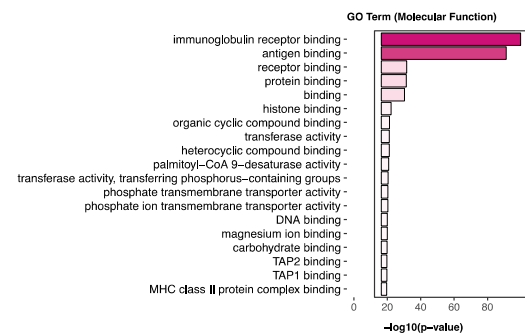 GO Term (Molecular Function)
immunoglobulin receptor binding
antigen binding
receptor binding
protein binding
binding
histone binding
organic cyclic compound binding
transferase activity
heterocyclic compound binding
palmitoyl−CoA 9−desaturase activity
transferase activity, transferring phosphorus−containing groups
phosphate transmembrane transporter activity
phosphate ion transmembrane transporter activity
DNA binding
magnesium ion binding
carbohydrate binding
TAP2 binding
TAP1 binding
MHC class II protein complex binding
0 20 40 60 80
−log10(p−value)